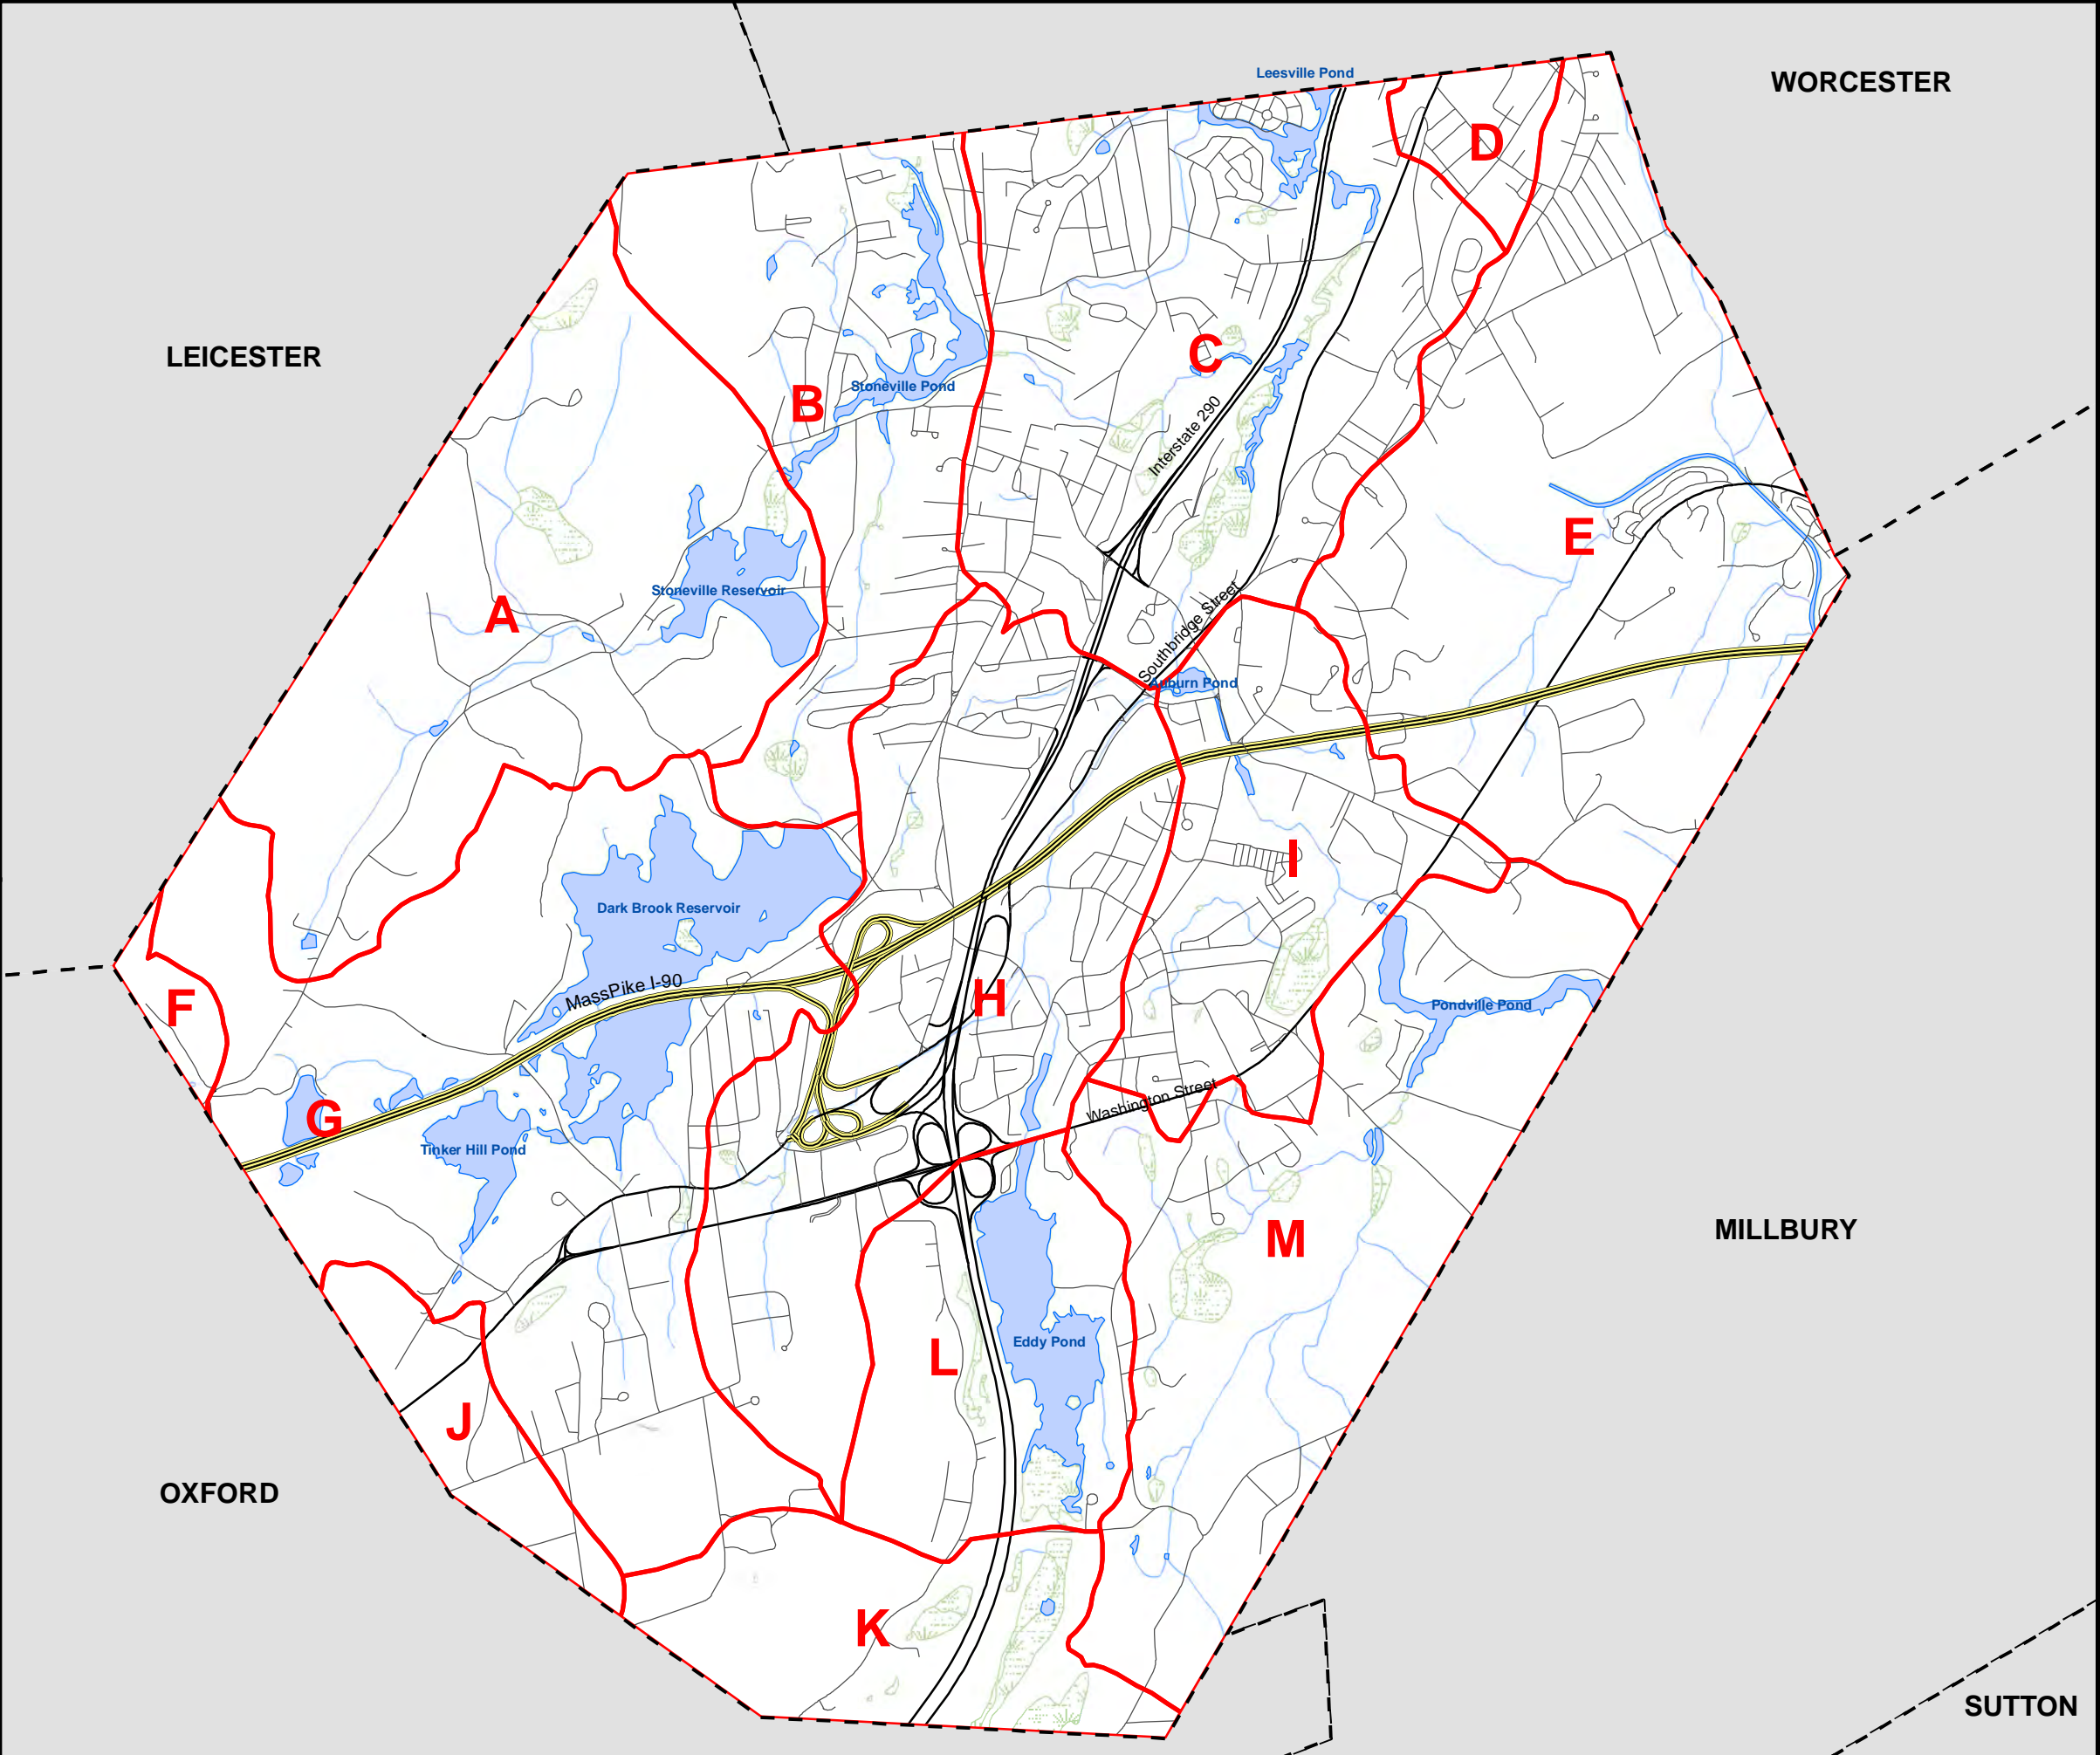 Leesville Pond
WORCESTER
D
LEICESTER
C
B
Stoneville Pond
Interstate 290
E
Stoneville Reservoir
A
Southbridge Street
Auburn Pond
I
Dark Brook Reservoir
MassPike I-90
H
F
Pondville Pond
G
Washington Street
Tinker Hill Pond
MILLBURY
M
Eddy Pond
L
J
OXFORD
K
SUTTON